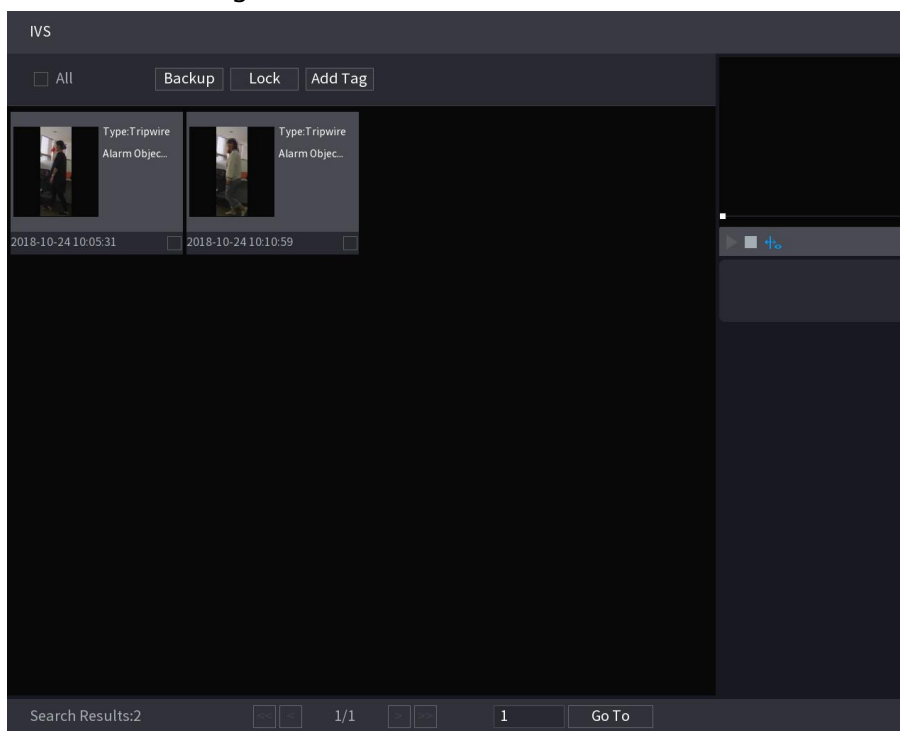 IVS
All Backup Lock Add Tag
Type:Tripwire
Alarm Objec...
2018-10-24 10:05:31
Type:Tripwire
Alarm Objec...
2018-10-24 10:10:59
Search Results:2 << < 1/1 > >> 1 Go To